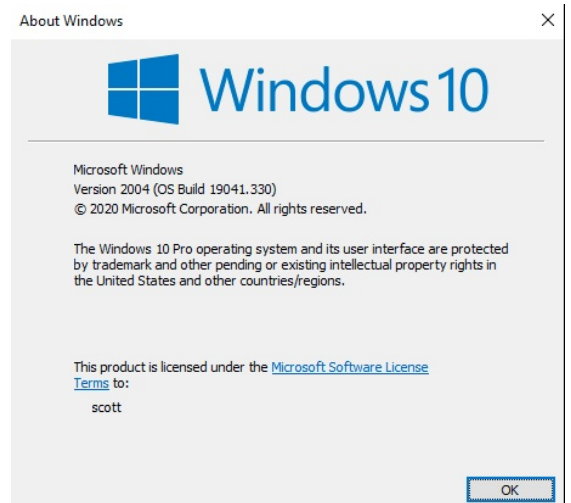 About Windows
Windows 10
Microsoft Windows
Version 2004 (OS Build 19041.330)
© 2020 Microsoft Corporation. All rights reserved.
The Windows 10 Pro operating system and its user interface are protected
by trademark and other pending or existing intellectual property rights in
the United States and other countries/regions.
This product is licensed under the Microsoft Software License
Terms to:
scott
OK